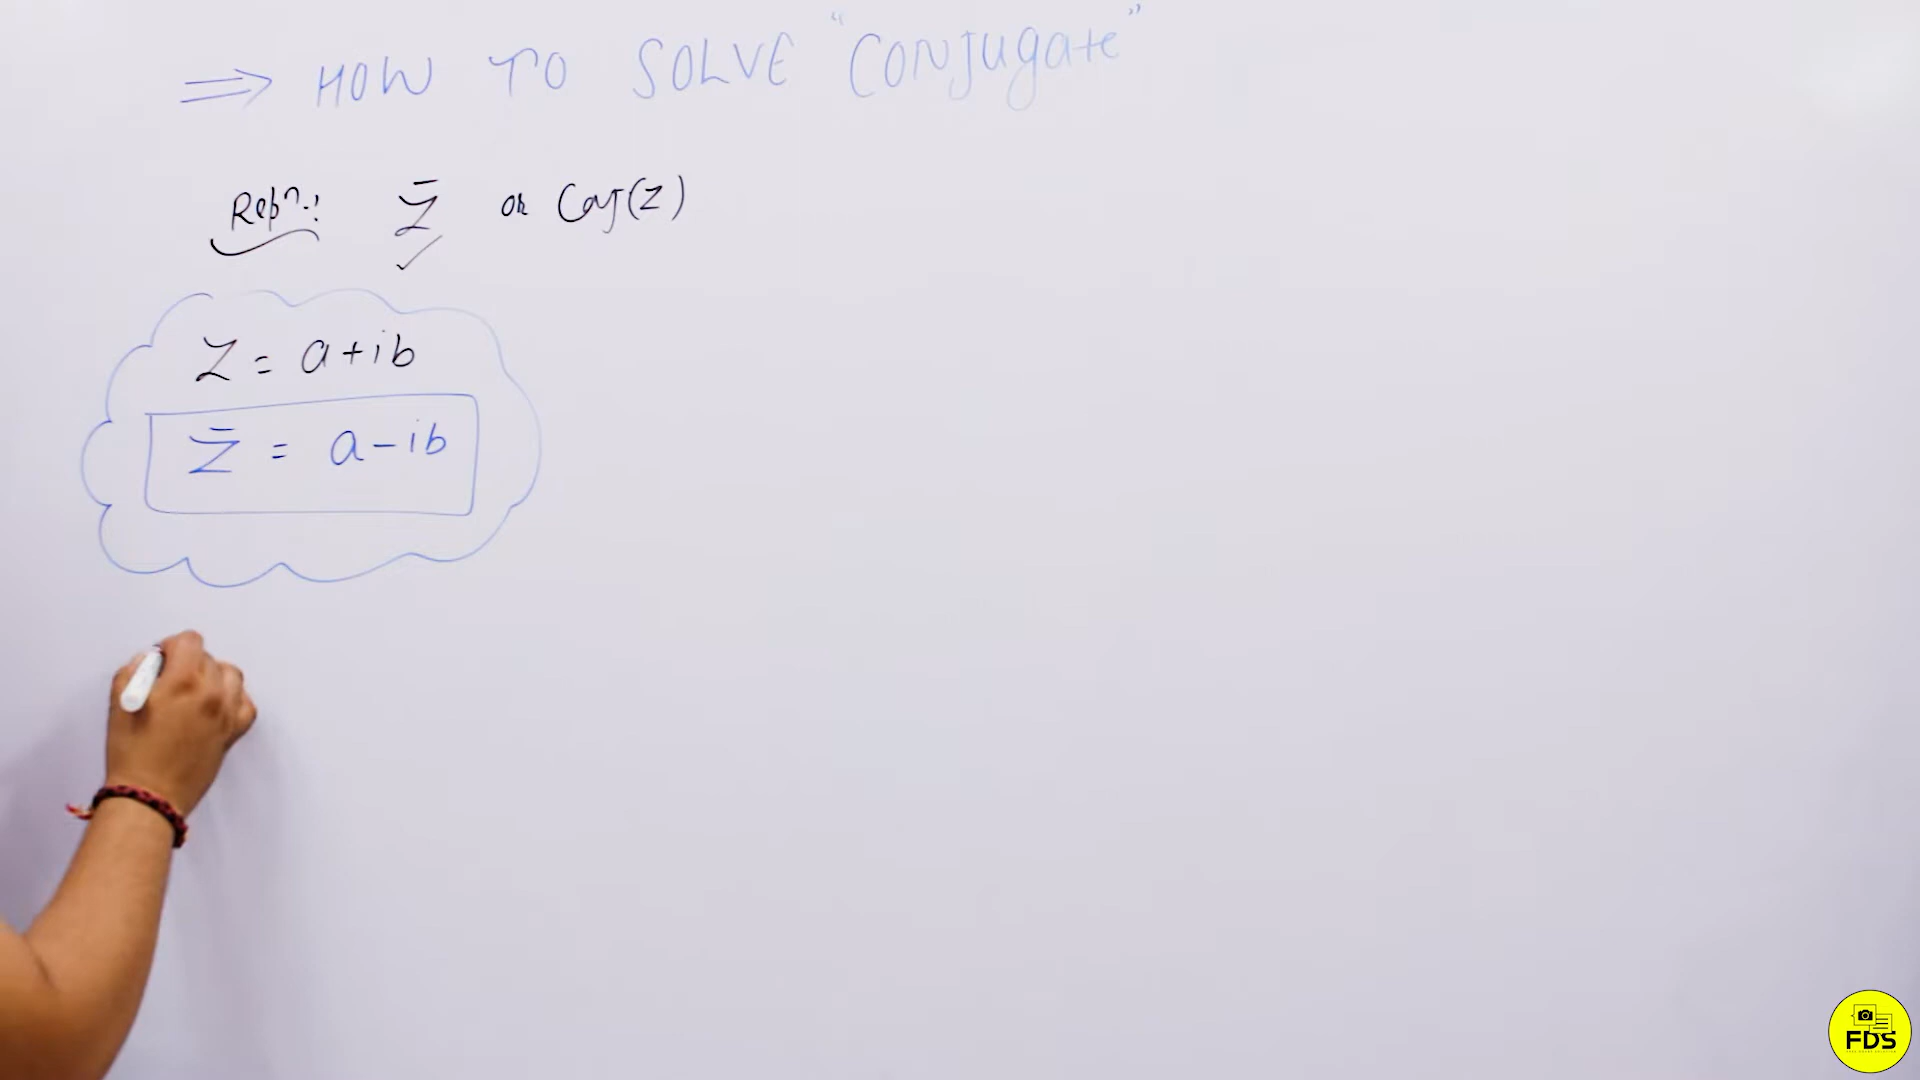 ⇒ HOW TO SOLVE "Conjugate"
Repn.: z̄ or Conj(z)
z = a+ib
z̄ = a-ib
FDS